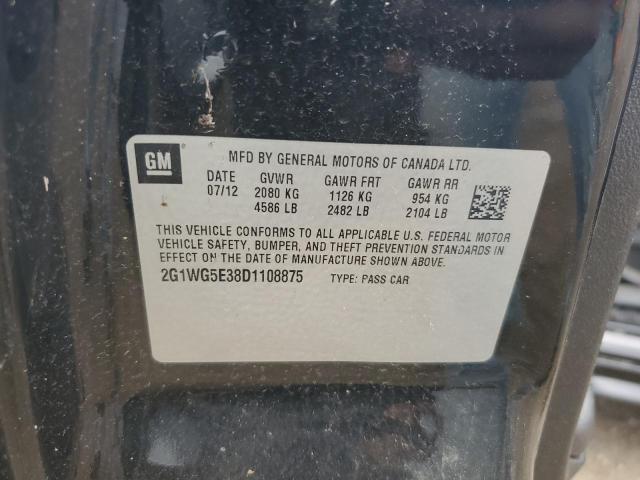 GM
MFD BY GENERAL MOTORS OF CANADA LTD.
DATE GVWR GAWR FRT GAWR RR
07/12 2080 KG 1126 KG 954 KG
4586 LB 2482 LB 2104 LB
THIS VEHICLE CONFORMS TO ALL APPLICABLE U.S. FEDERAL MOTOR
VEHICLE SAFETY, BUMPER, AND THEFT PREVENTION STANDARDS IN
EFFECT ON THE DATE OF MANUFACTURE SHOWN ABOVE.
2G1WG5E38D1108875 TYPE: PASS CAR